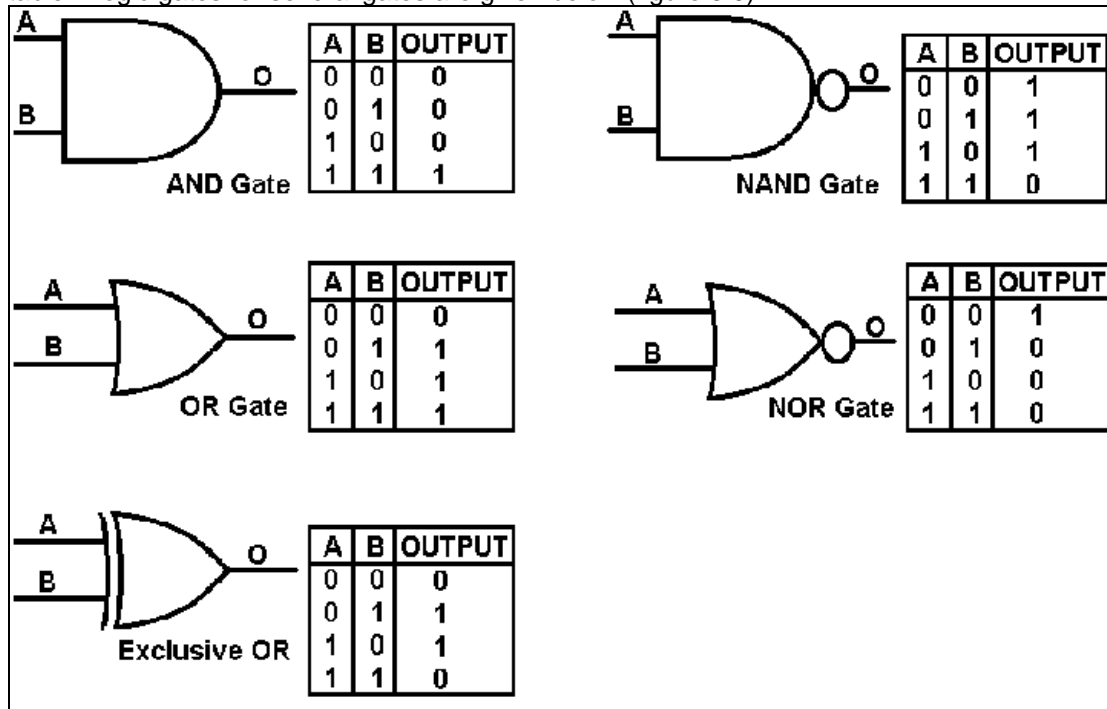 A
B
O
AND Gate
A B OUTPUT
0 0 0
0 1 0
1 0 0
1 1 1
A
B
O
NAND Gate
A B OUTPUT
0 0 1
0 1 1
1 0 1
1 1 0
A
B
O
OR Gate
A B OUTPUT
0 0 0
0 1 1
1 0 1
1 1 1
A
B
O
NOR Gate
A B OUTPUT
0 0 1
0 1 0
1 0 0
1 1 0
A
B
O
Exclusive OR
A B OUTPUT
0 0 0
0 1 1
1 0 1
1 1 0